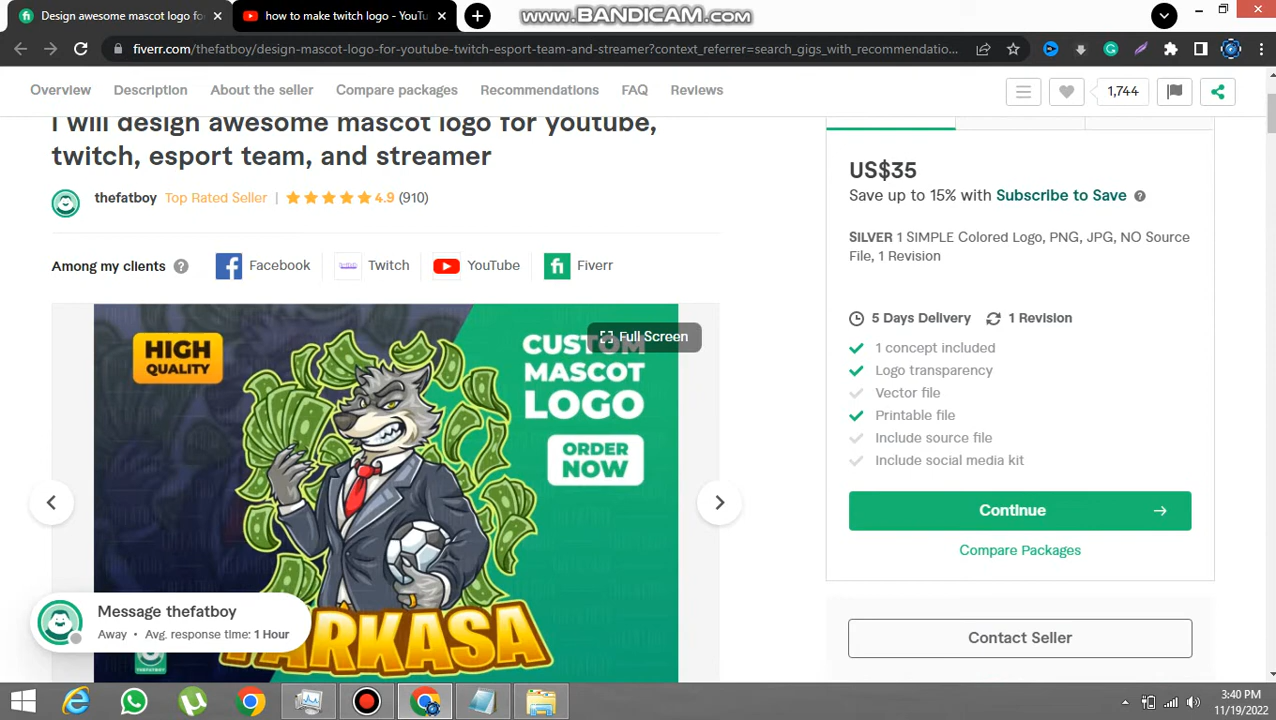 Design awesome mascot logo fo
how to make twitch logo - YouTu
www.BANDICAM.com
fiverr.com/thefatboy/design-mascot-logo-for-youtube-twitch-esport-team-and-streamer?context_referrer=search_gigs_with_recommendatio...
Overview
Description
About the seller
Compare packages
Recommendations
FAQ
Reviews
1,744
I will design awesome mascot logo for youtube,
twitch, esport team, and streamer
thefatboy Top Rated Seller | 4.9 (910)
Among my clients ?
Facebook
Twitch
YouTube
Fiverr
HIGH
QUALITY
Full Screen
CUSTOM
MASCOT
LOGO
ORDER
NOW
TARKASA
Message thefatboy
Away • Avg. response time: 1 Hour
US$35
Save up to 15% with Subscribe to Save ?
SILVER 1 SIMPLE Colored Logo, PNG, JPG, NO Source
File, 1 Revision
5 Days Delivery 1 Revision
1 concept included
Logo transparency
Vector file
Printable file
Include source file
Include social media kit
Continue
Compare Packages
Contact Seller
3:40 PM
11/19/2022